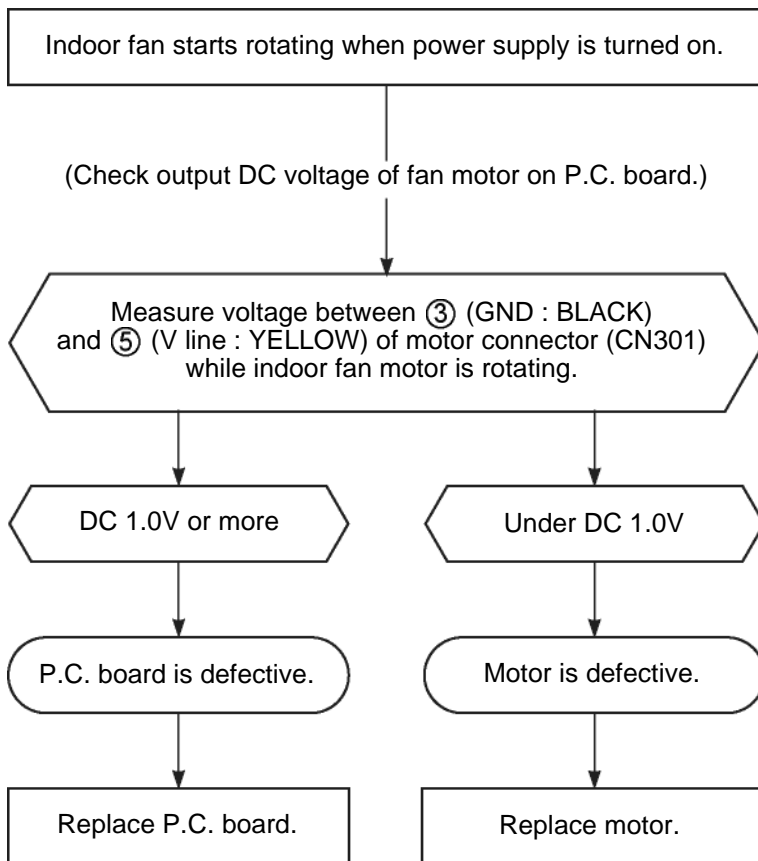 Indoor fan starts rotating when power supply is turned on.
(Check output DC voltage of fan motor on P.C. board.)
Measure voltage between ③ (GND : BLACK)
and ⑤ (V line : YELLOW) of motor connector (CN301)
while indoor fan motor is rotating.
DC 1.0V or more
Under DC 1.0V
P.C. board is defective.
Motor is defective.
Replace P.C. board.
Replace motor.